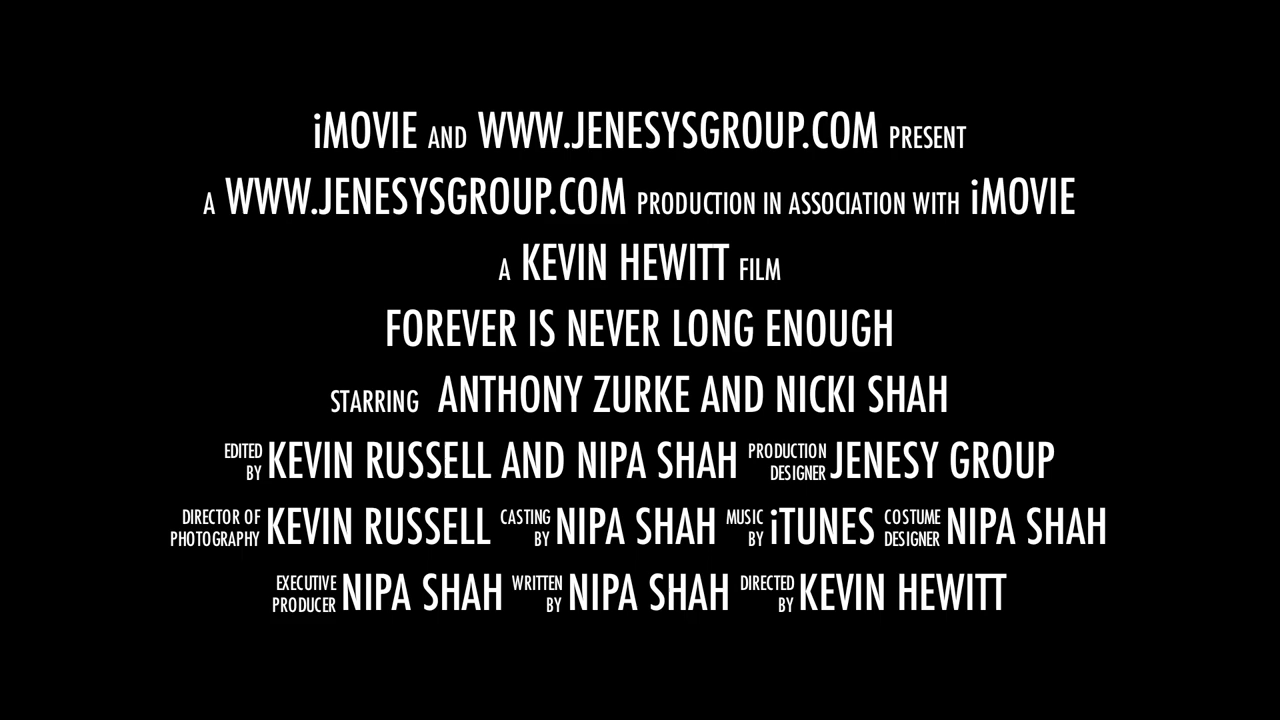 iMOVIE AND WWW.JENESYSGROUP.COM PRESENT
A WWW.JENESYSGROUP.COM PRODUCTION IN ASSOCIATION WITH iMOVIE
A KEVIN HEWITT FILM
FOREVER IS NEVER LONG ENOUGH
STARRING ANTHONY ZURKE AND NICKI SHAH
EDITED BY KEVIN RUSSELL AND NIPA SHAH PRODUCTION DESIGNER JENESY GROUP
DIRECTOR OF PHOTOGRAPHY KEVIN RUSSELL CASTING BY NIPA SHAH MUSIC BY iTUNES COSTUME DESIGNER NIPA SHAH
EXECUTIVE PRODUCER NIPA SHAH WRITTEN BY NIPA SHAH DIRECTED BY KEVIN HEWITT